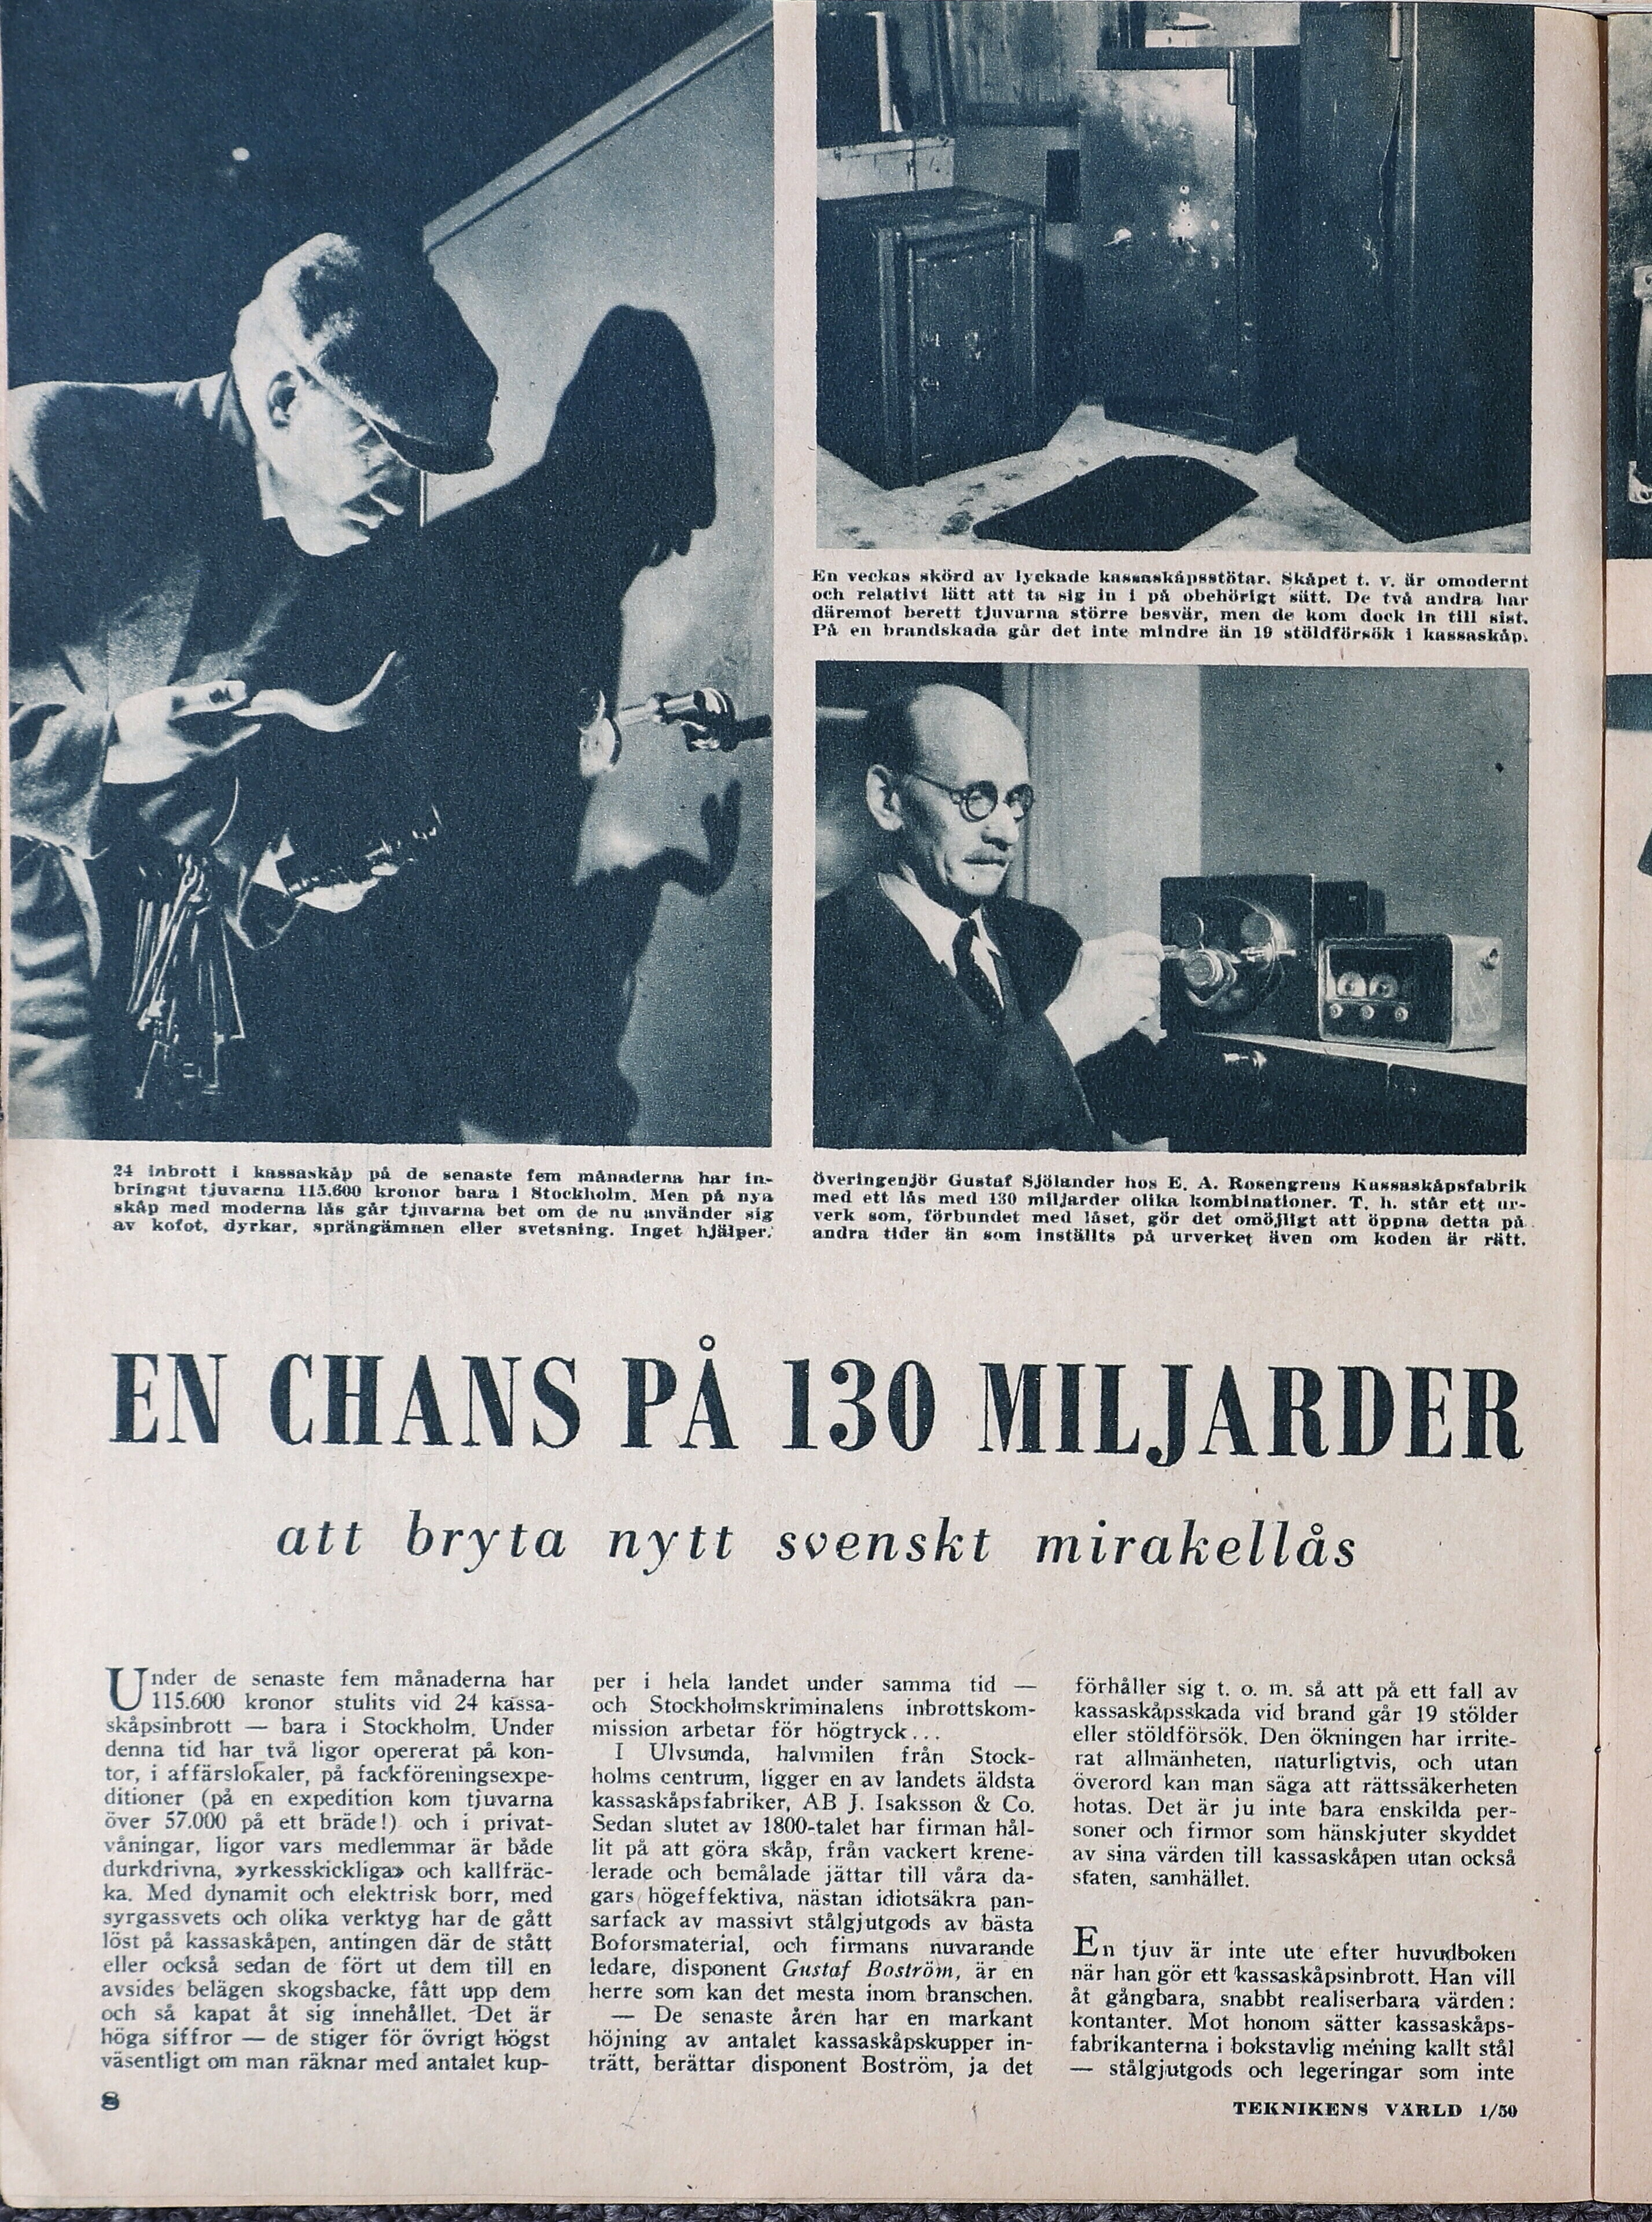 En veckas skörd av lyckade kassaskåpsstötar. Skåpet t. v. är omodernt
och relativt lätt att ta sig in i på obehörigt sätt. De två andra har
däremot berett tjuvarna större besvär, men de kom dock in till sist.
På en brandskada går det inte mindre än 19 stöldförsök i kassaskåp.
24 inbrott i kassaskåp på de senaste fem månaderna har in-
bringat tjuvarna 115.600 kronor bara i Stockholm. Men på nya
skåp med moderna lås går tjuvarna bet om de nu använder sig
av kofot, dyrkar, sprängämnen eller svetsning. Inget hjälper.
Överingenjör Gustaf Sjölander hos E. A. Rosengrens Kassaskåpsfabrik
med ett lås med 130 miljarder olika kombinationer. T. h. står ett ur-
verk som, förbundet med låset, gör det omöjligt att öppna detta på
andra tider än som inställts på urverket även om koden är rätt.
EN CHANS PÅ 130 MILJARDER
att bryta nytt svenskt mirakellås
Under de senaste fem månaderna har
115.600 kronor stulits vid 24 kassa-
skåpsinbrott — bara i Stockholm. Under
denna tid har två ligor opererat på kon-
tor, i affärslokaler, på fackföreningsexpe-
ditioner (på en expedition kom tjuvarna
över 57.000 på ett bräde!) och i privat-
våningar, ligor vars medlemmar är både
durkdrivna, »yrkesskickliga» och kallfräc-
ka. Med dynamit och elektrisk borr, med
syrgassvets och olika verktyg har de gått
löst på kassaskåpen, antingen där de stått
eller också sedan de fört ut dem till en
avsides belägen skogsbacke, fått upp dem
och så kapat åt sig innehållet. Det är
höga siffror — de stiger för övrigt högst
väsentligt om man räknar med antalet kup-
per i hela landet under samma tid —
och Stockholmskriminalens inbrottskom-
mission arbetar för högtryck...
I Ulvsunda, halvmilen från Stock-
holms centrum, ligger en av landets äldsta
kassaskåpsfabriker, AB J. Isaksson & Co.
Sedan slutet av 1800-talet har firman hål-
lit på att göra skåp, från vackert krene-
lerade och bemålade jättar till våra da-
gars högeffektiva, nästan idiotsäkra pan-
sarfack av massivt stålgjutgods av bästa
Boforsmaterial, och firmans nuvarande
ledare, disponent Gustaf Boström, är en
herre som kan det mesta inom branschen.
— De senaste åren har en markant
höjning av antalet kassaskåpskupper in-
trätt, berättar disponent Boström, ja det
förhåller sig t. o. m. så att på ett fall av
kassaskåpsskada vid brand går 19 stölder
eller stöldförsök. Den ökningen har irrite-
rat allmänheten, naturligtvis, och utan
överord kan man säga att rättssäkerheten
hotas. Det är ju inte bara enskilda per-
soner och firmor som hänskjuter skyddet
av sina värden till kassaskåpen utan också
staten, samhället.
En tjuv är inte ute efter huvudboken
när han gör ett kassaskåpsinbrott. Han vill
åt gångbara, snabbt realiserbara värden:
kontanter. Mot honom sätter kassaskåps-
fabrikanterna i bokstavlig mening kallt stål
— stålgjutgods och legeringar som inte
8
TEKNIKENS VÄRLD 1/50